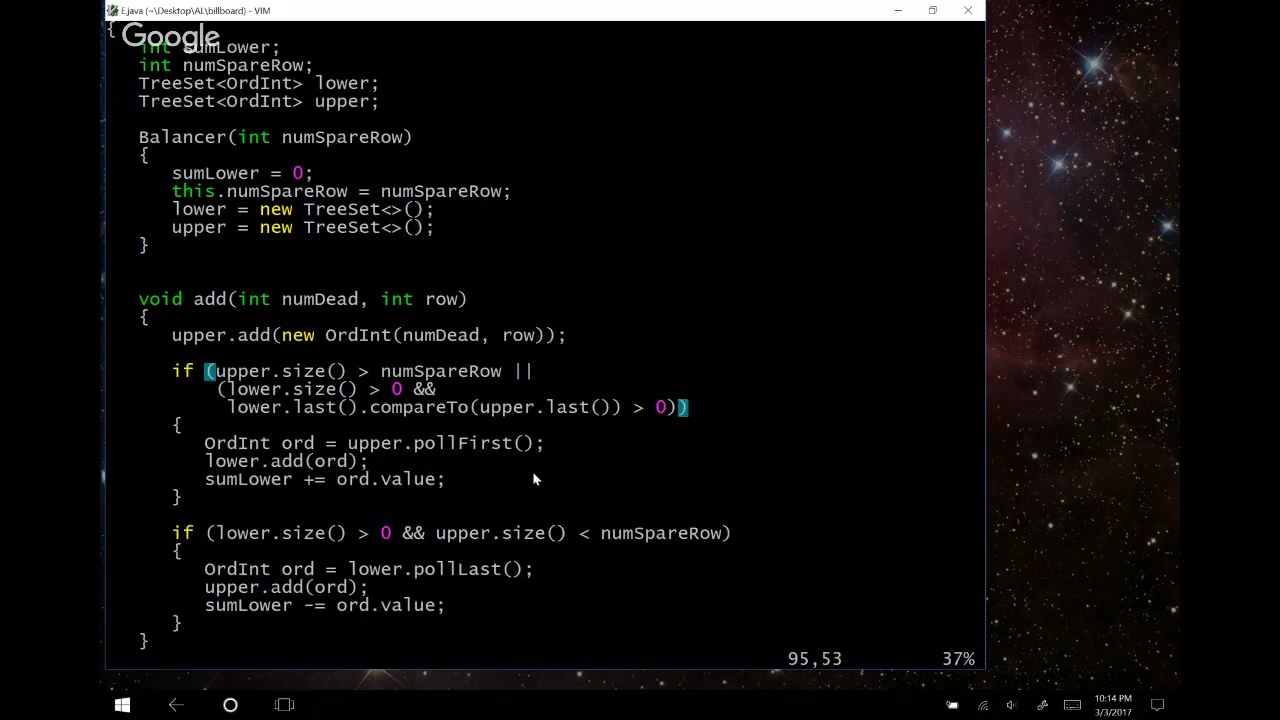 E.java (~\Desktop\AL\billboard) - VIM
{
Google
int sumLower;
int numSpareRow;
TreeSet<OrdInt> lower;
TreeSet<OrdInt> upper;
Balancer(int numSpareRow)
{
sumLower = 0;
this.numSpareRow = numSpareRow;
lower = new TreeSet<>();
upper = new TreeSet<>();
}
void add(int numDead, int row)
{
upper.add(new OrdInt(numDead, row));
if (upper.size() > numSpareRow ||
(lower.size() > 0 &&
lower.last().compareTo(upper.last()) > 0))
{
OrdInt ord = upper.pollFirst();
lower.add(ord);
sumLower += ord.value;
}
if (lower.size() > 0 && upper.size() < numSpareRow)
{
OrdInt ord = lower.pollLast();
upper.add(ord);
sumLower -= ord.value;
}
}
95,53 37%
10:14 PM
3/3/2017